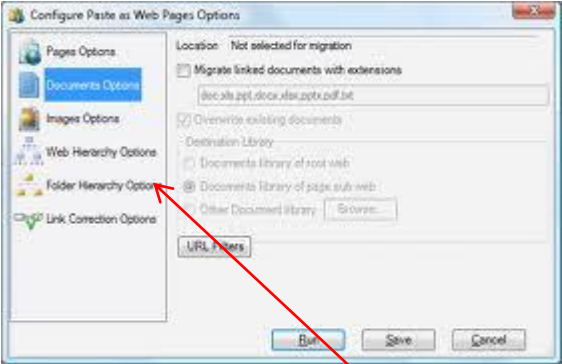 Configure Paste as Web Pages Options
Pages Options
Documents Options
Images Options
Web Hierarchy Options
Folder Hierarchy Options
Link Correction Options
Location Not selected for migration
Migrate linked documents with extensions
doc,xls,ppt,docx,xlsx,pptx,pdf,txt
Overwrite existing documents
Destination Library
Documents library of root web
Documents library of page sub web
Other Document library Browse...
URL Filters
Run Save Cancel